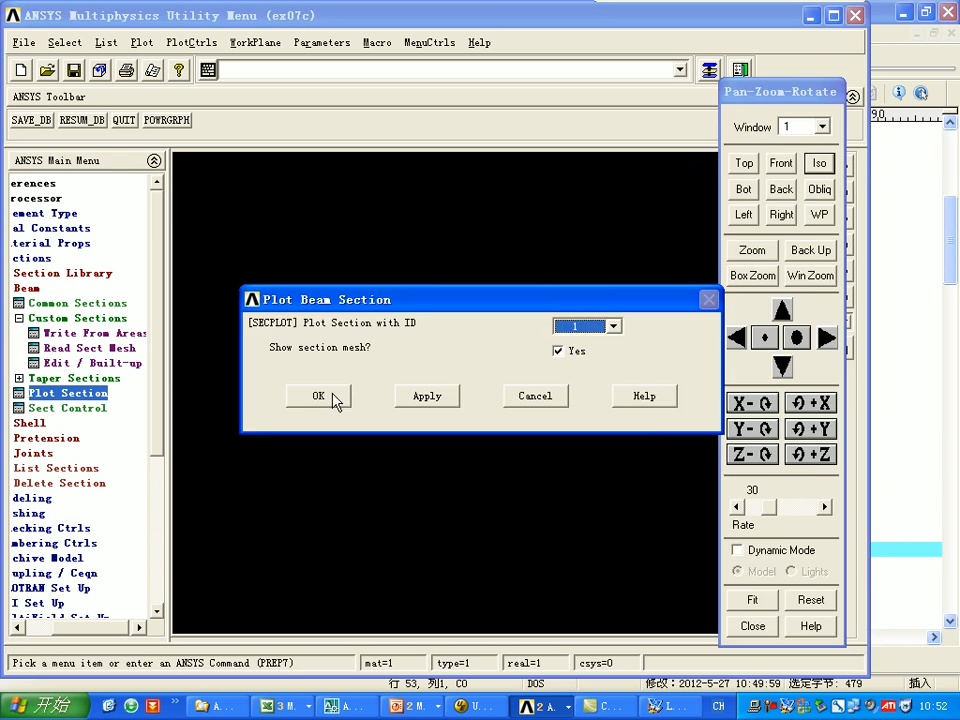 ANSYS Multiphysics Utility Menu (ex07c)
File Select List Plot PlotCtrls WorkPlane Parameters Macro MenuCtrls Help
ANSYS Toolbar
SAVE_DB RESUM_DB QUIT POWRGRPH
ANSYS Main Menu
erences
rocessor
ement Type
al Constants
terial Props
ctions
Section Library
Beam
Common Sections
Custom Sections
Write From Areas
Read Sect Mesh
Edit / Built-up
Taper Sections
Plot Section
Sect Control
Shell
Pretension
Joints
List Sections
Delete Section
deling
shing
ecking Ctrls
mbering Ctrls
chive Model
upling / Ceqn
OTRAN Set Up
I Set Up
Plot Beam Section
[SECPLOT] Plot Section with ID
1
Show section mesh?
Yes
OK Apply Cancel Help
Pan-Zoom-Rotate
Window 1
Top Front Iso
Bot Back Obliq
Left Right WP
Zoom Back Up
Box Zoom Win Zoom
X- +X
Y- +Y
Z- +Z
30
Rate
Dynamic Mode
Model Lights
Fit Reset
Close Help
Pick a menu item or enter an ANSYS Command (PREP7)
mat=1 type=1 real=1 csys=0
行 53, 列1, C0 DOS 修改：2012-5-27 10:49:59 选定字节：479 插入
开始 A... 3 M. A... 2 M. U... 2 A. C... L... CH 10:52